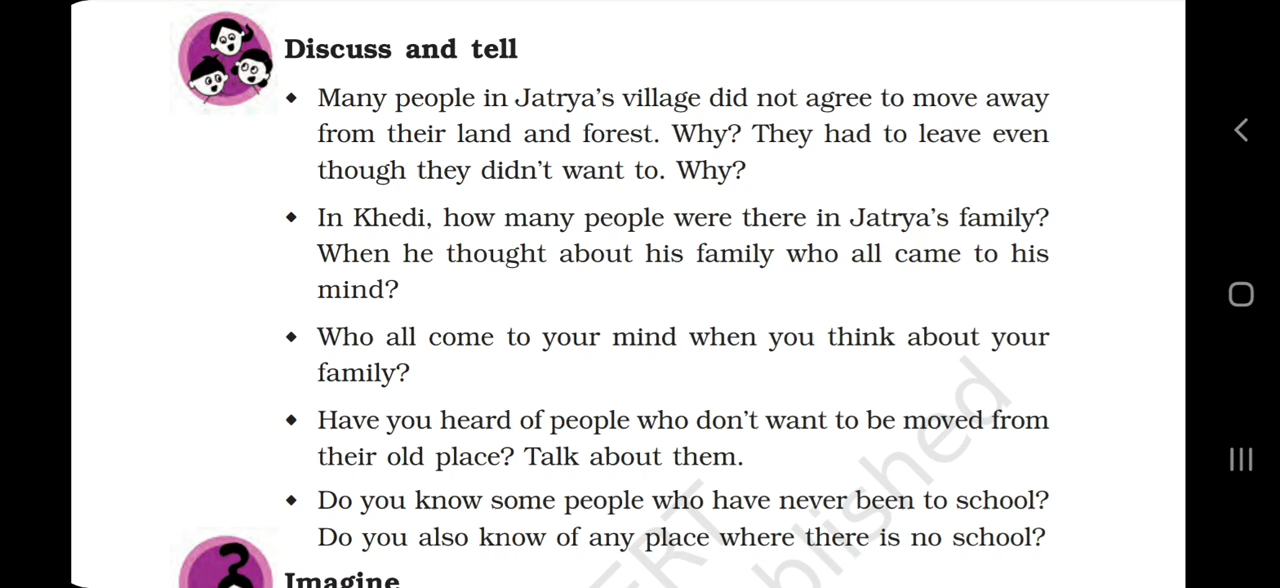 Discuss and tell
◆ Many people in Jatrya's village did not agree to move away
from their land and forest. Why? They had to leave even
though they didn't want to. Why?
◆ In Khedi, how many people were there in Jatrya's family?
When he thought about his family who all came to his
mind?
◆ Who all come to your mind when you think about your
family?
◆ Have you heard of people who don't want to be moved from
their old place? Talk about them.
◆ Do you know some people who have never been to school?
Do you also know of any place where there is no school?
Imagine